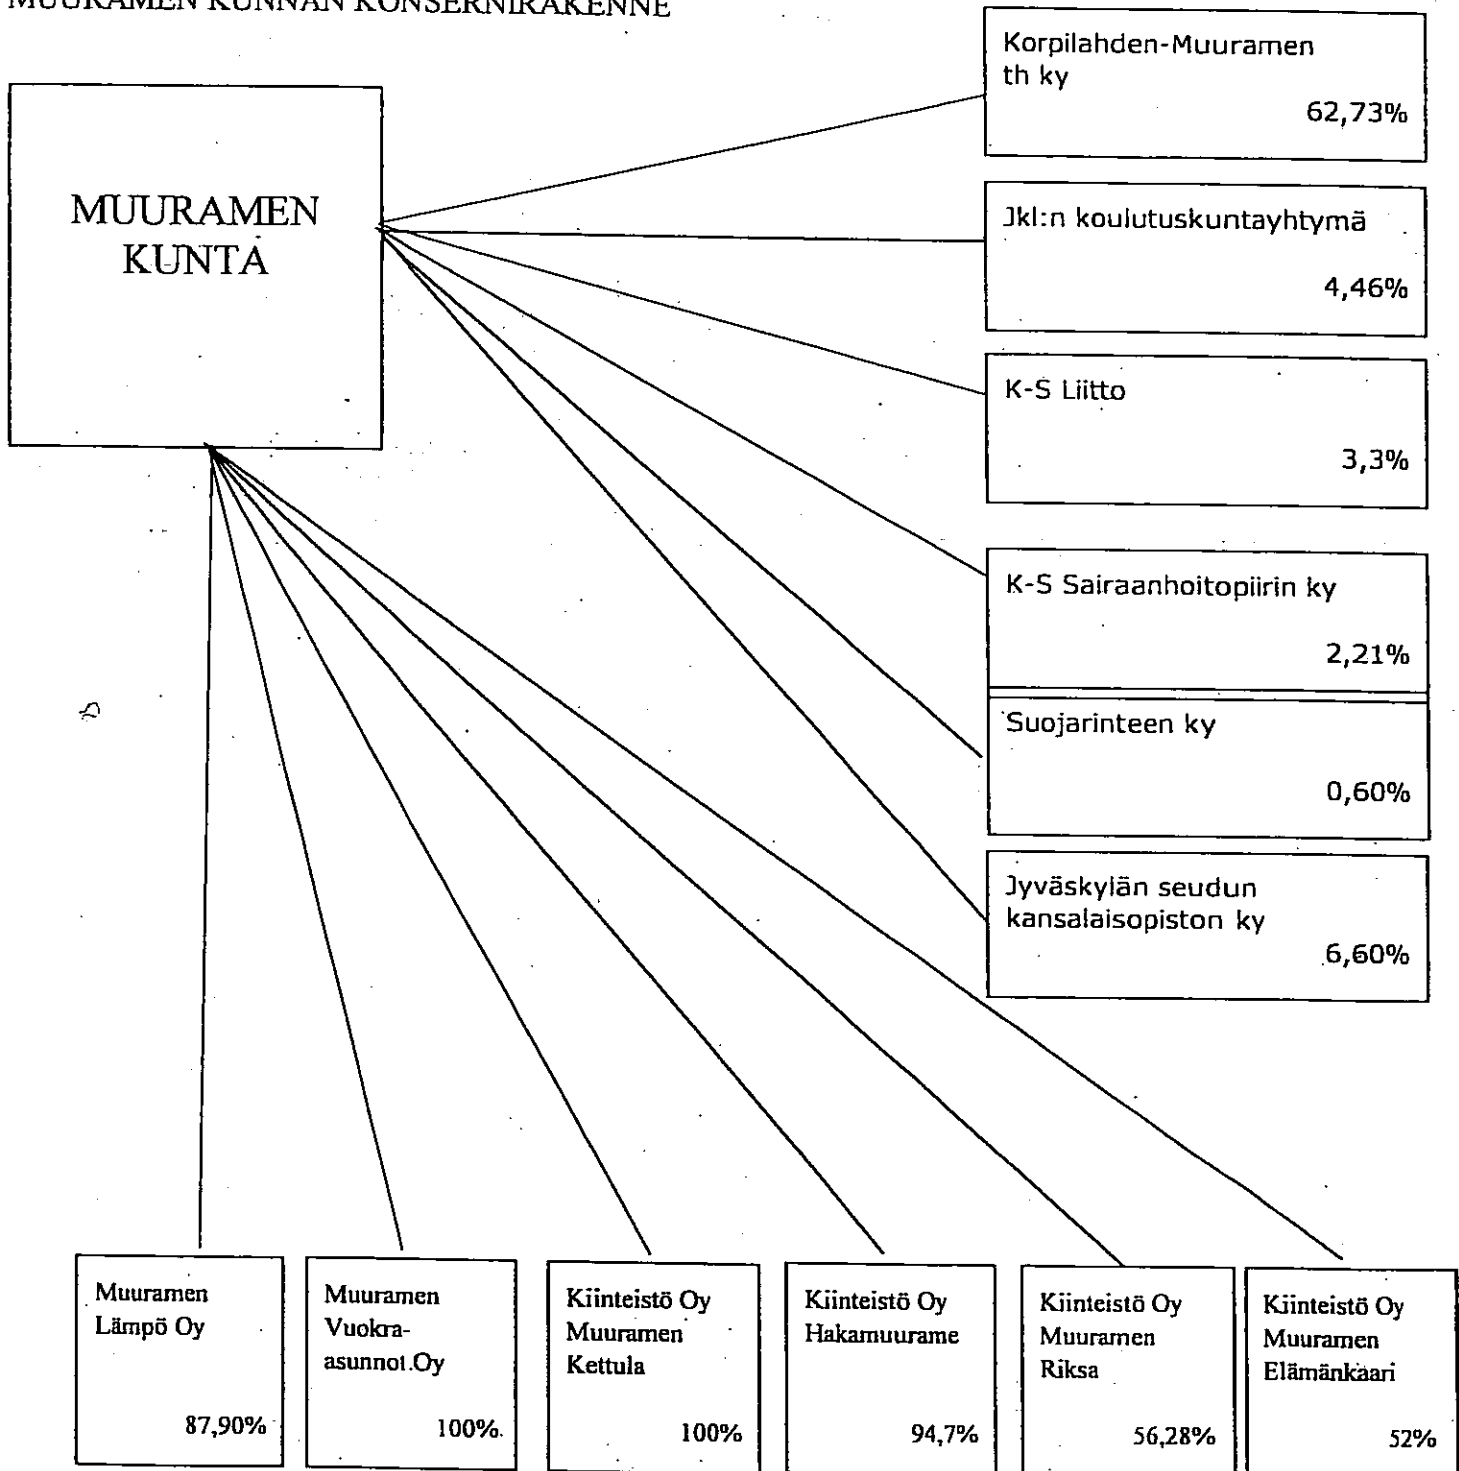 MUURAMEN KUNNAN KONSERNIRAKENNE
MUURAMEN
KUNTA
Korpilahden-Muuramen
th ky
62,73%
Jkl:n koulutuskuntayhtymä
4,46%
K-S Liitto
3,3%
K-S Sairaanhoitopiirin ky
2,21%
Suojarinteen ky
0,60%
Jyväskylän seudun
kansalaisopiston ky
6,60%
Muuramen
Lämpö Oy
87,90%
Muuramen
Vuokra-
asunnot.Oy
100%
Kiinteistö Oy
Muuramen
Kettula
100%
Kiinteistö Oy
Hakamuurame
94,7%
Kiinteistö Oy
Muuramen
Riksa
56,28%
Kiinteistö Oy
Muuramen
Elämänkaari
52%